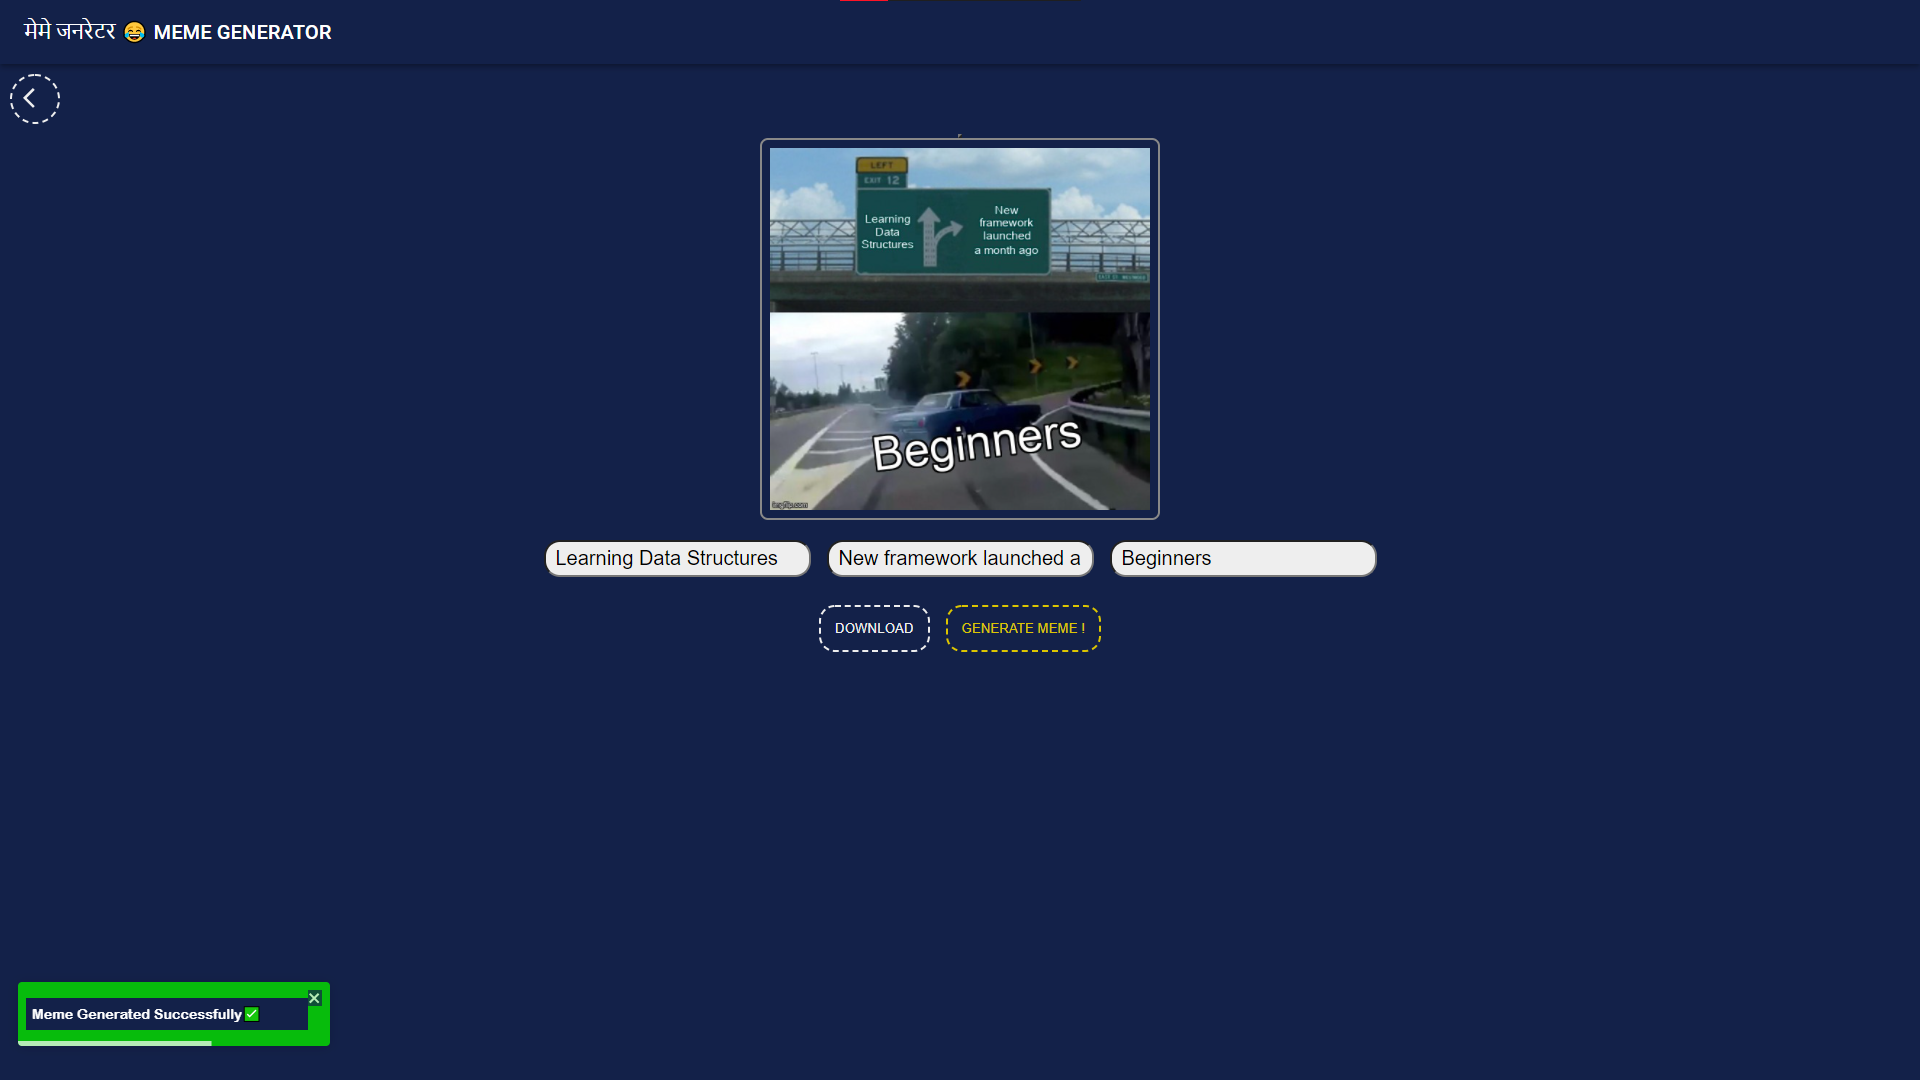 मेमे जनरेटर 😂 MEME GENERATOR
LEFT
EXIT 12
Learning
Data
Structures
New
framework
launched
a month ago
Beginners
imgflip.com
Learning Data Structures
New framework launched a
Beginners
DOWNLOAD
GENERATE MEME !
Meme Generated Successfully ✅